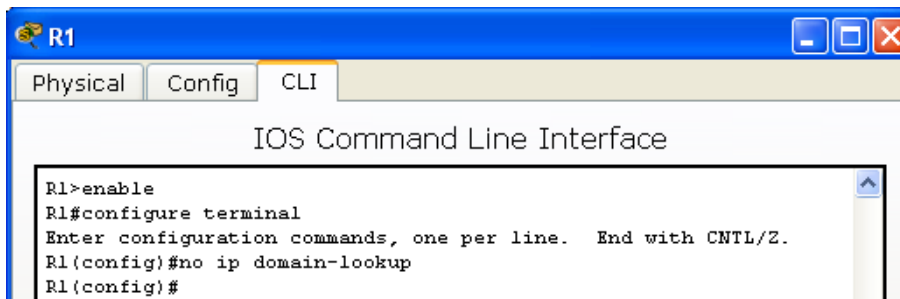 R1
Physical Config CLI
IOS Command Line Interface
R1>enable
R1#configure terminal
Enter configuration commands, one per line.  End with CNTL/Z.
R1(config)#no ip domain-lookup
R1(config)#